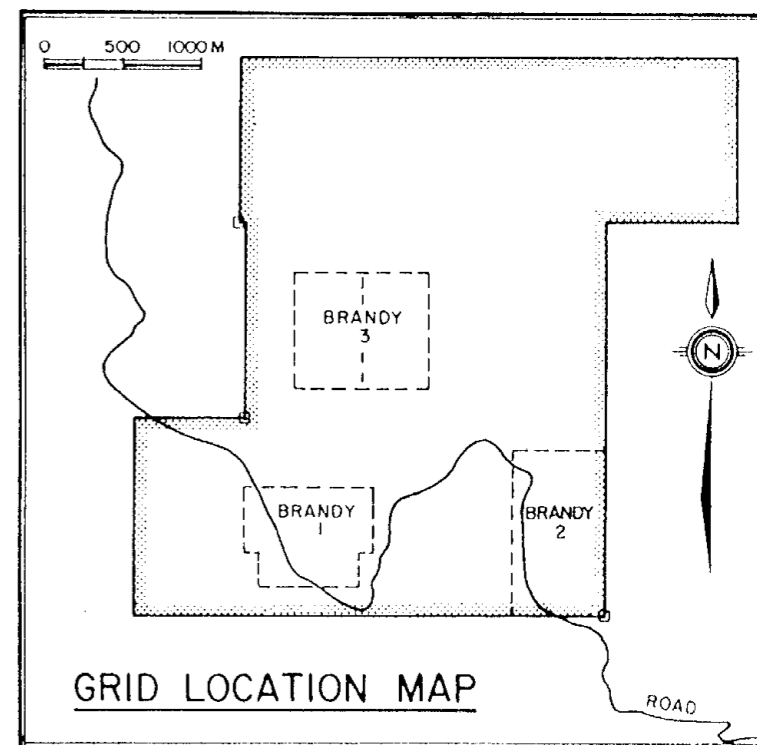 0 500 1000 M
BRANDY
3
N
BRANDY
1
BRANDY
2
GRID LOCATION MAP
ROAD